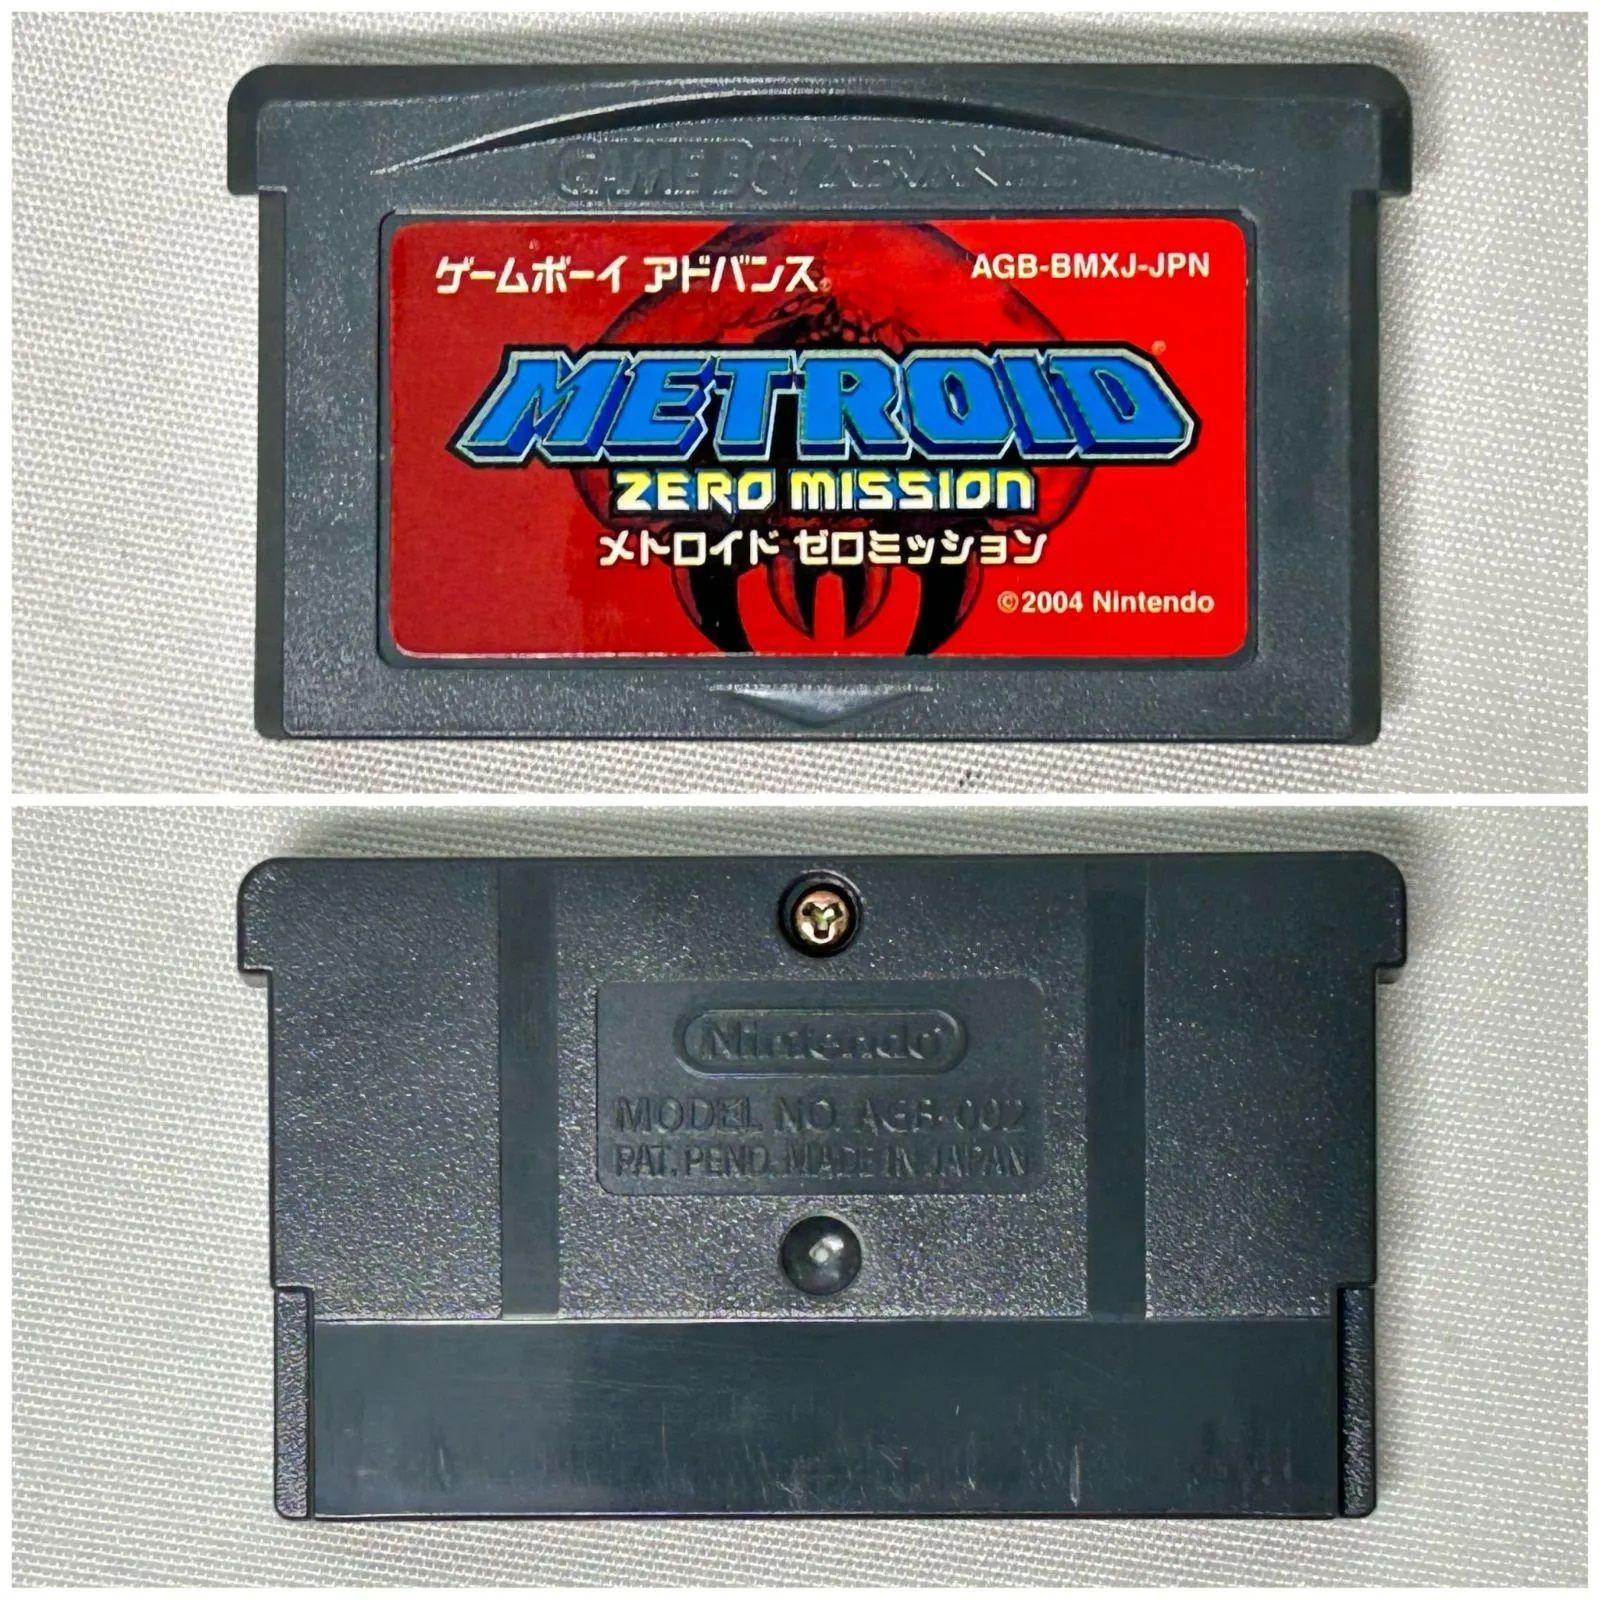 GAME BOY ADVANCE
ゲームボーイ アドバンス® AGB-BMXJ-JPN
METROID®
ZERO MISSION
メトロイド ゼロミッション
©2004 Nintendo
Nintendo®
MODEL NO. AGB-002
PAT. PEND. MADE IN JAPAN